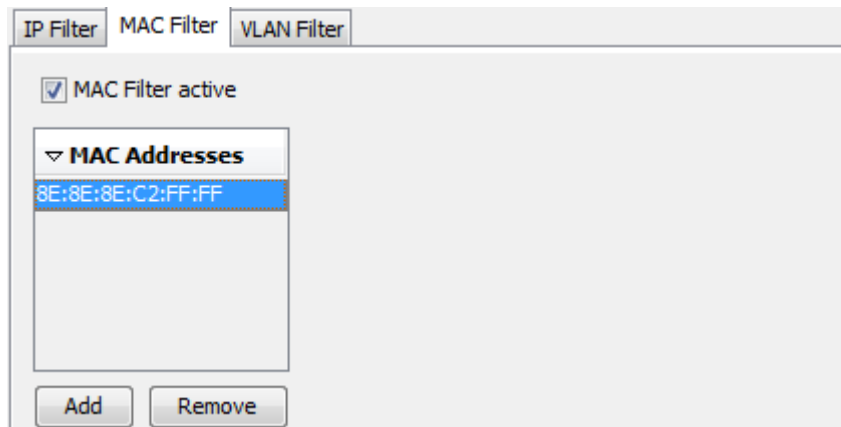 IP Filter MAC Filter VLAN Filter
MAC Filter active
MAC Addresses
8E:8E:8E:C2:FF:FF
Add Remove